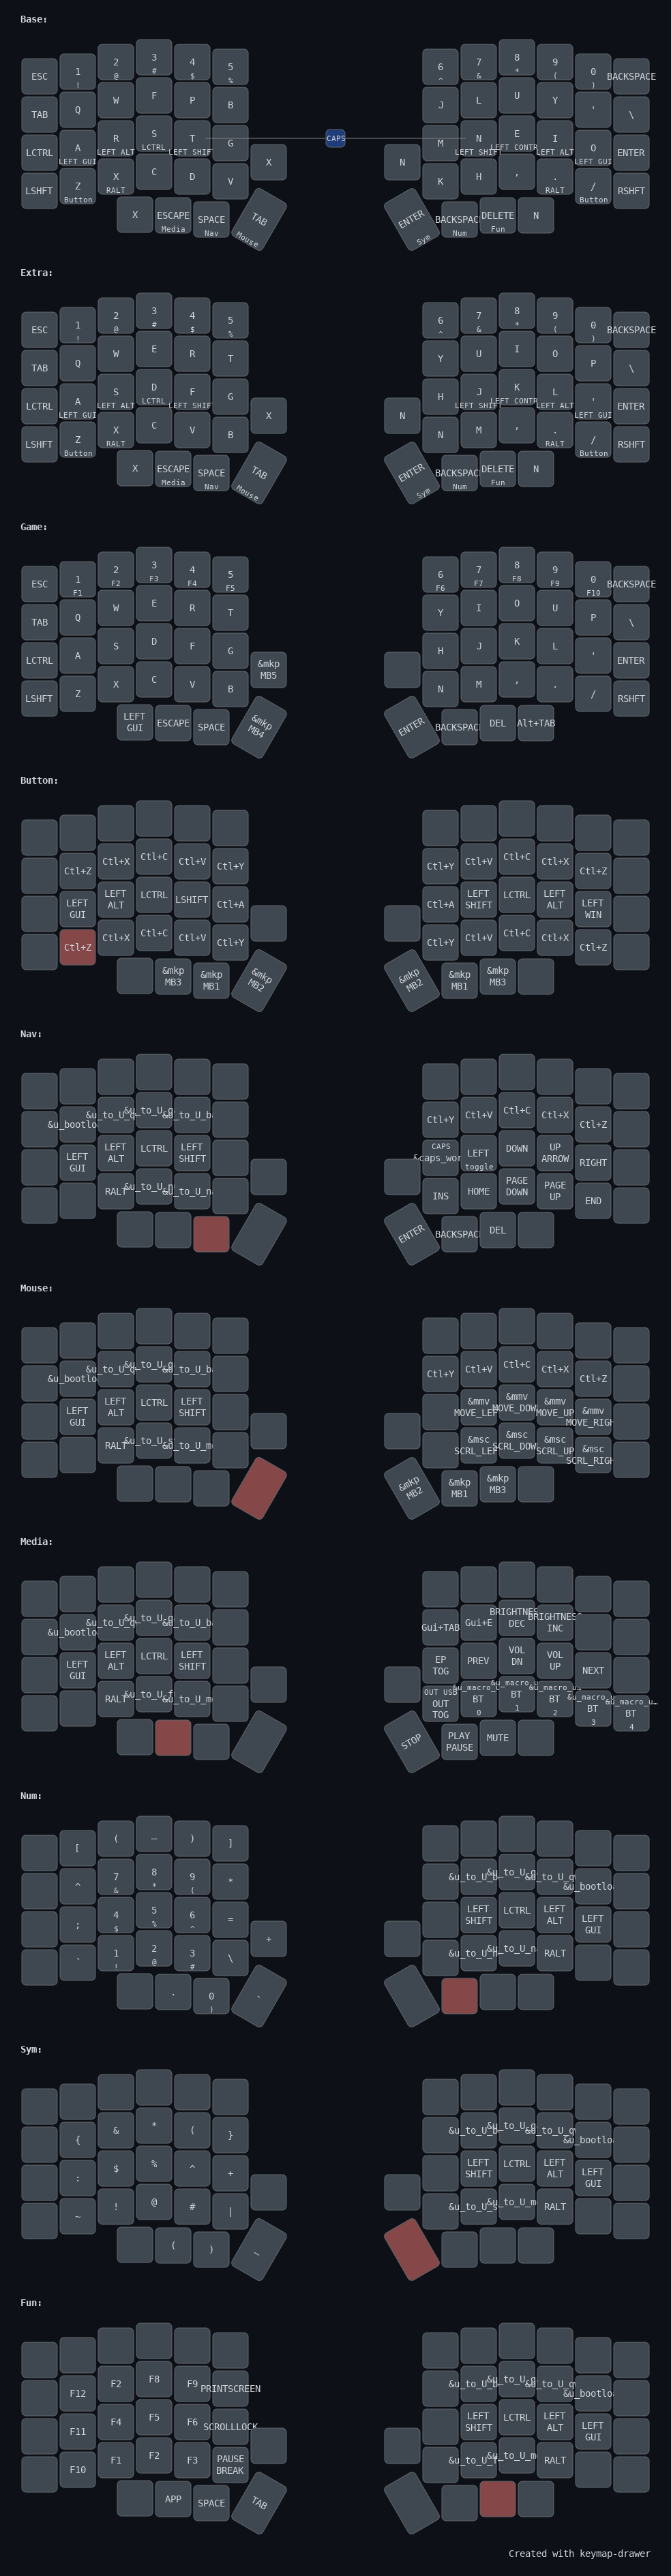 Base:
ESC 1 ! 2 @ 3 # 4 $ 5 % 6 ^ 7 & 8 * 9 ( 0 ) BACKSPACE
TAB Q W F P B J L U Y ' \
LCTRL A LEFT GUI R LEFT ALT S LCTRL T LEFT SHIFT G CAPS M N LEFT SHIFT E LEFT CONTR I LEFT ALT O LEFT GUI ENTER
LSHFT Z Button X RALT C D V X N K H , . RALT / Button RSHFT
X ESCAPE Media SPACE Nav TAB Mouse ENTER Sym BACKSPAC Num DELETE Fun N
Extra:
ESC 1 ! 2 @ 3 # 4 $ 5 % 6 ^ 7 & 8 * 9 ( 0 ) BACKSPACE
TAB Q W E R T Y U I O P \
LCTRL A LEFT GUI S LEFT ALT D LCTRL F LEFT SHIFT G H J LEFT SHIFT K LEFT CONTR L LEFT ALT ' LEFT GUI ENTER
LSHFT Z Button X RALT C V B X N N M , . RALT / Button RSHFT
X ESCAPE Media SPACE Nav TAB Mouse ENTER Sym BACKSPAC Num DELETE Fun N
Game:
ESC 1 F1 2 F2 3 F3 4 F4 5 F5 6 F6 7 F7 8 F8 9 F9 0 F10 BACKSPACE
TAB Q W E R T Y I O U P \
LCTRL A S D F G H J K L ' ENTER
LSHFT Z X C V B &mkp MB5 N M , . / RSHFT
LEFT GUI ESCAPE SPACE &mkp MB4 ENTER BACKSPAC DEL Alt+TAB
Button:
Ctl+Z Ctl+X Ctl+C Ctl+V Ctl+Y Ctl+Y Ctl+V Ctl+C Ctl+X Ctl+Z
LEFT GUI LEFT ALT LCTRL LSHIFT Ctl+A Ctl+A LEFT SHIFT LCTRL LEFT ALT LEFT WIN
Ctl+Z Ctl+X Ctl+C Ctl+V Ctl+Y Ctl+Y Ctl+V Ctl+C Ctl+X Ctl+Z
&mkp MB3 &mkp MB1 &mkp MB2 &mkp MB2 &mkp MB1 &mkp MB3
Nav:
&u_bootlo &u_to_U_q &u_to_U_g &u_to_U_ba Ctl+Y Ctl+V Ctl+C Ctl+X Ctl+Z
LEFT GUI LEFT ALT LCTRL LEFT SHIFT CAPS &caps_wor LEFT toggle DOWN UP ARROW RIGHT
RALT &u_to_U_n &u_to_U_na INS HOME PAGE DOWN PAGE UP END
ENTER BACKSPAC DEL
Mouse:
&u_bootlo &u_to_U_q &u_to_U_g &u_to_U_ba Ctl+Y Ctl+V Ctl+C Ctl+X Ctl+Z
LEFT GUI LEFT ALT LCTRL LEFT SHIFT &mmv MOVE_LEF &mmv MOVE_DOW &mmv MOVE_UP &mmv MOVE_RIGH
RALT &u_to_U_s &u_to_U_m &msc SCRL_LEF &msc SCRL_DOW &msc SCRL_UP &msc SCRL_RIGH
&mkp MB2 &mkp MB1 &mkp MB3
Media:
&u_bootlo &u_to_U_q &u_to_U_g &u_to_U_ba Gui+TAB Gui+E BRIGHTNES DEC BRIGHTNES INC
LEFT GUI LEFT ALT LCTRL LEFT SHIFT EP TOG PREV VOL DN VOL UP NEXT
RALT &u_to_U_f &u_to_U_m OUT USB OUT TOG BT 0 BT 1 BT 2 BT 3 &u_macro_u… BT 4
STOP PLAY PAUSE MUTE
Num:
[ ( – ) ]
^ 7 & 8 * 9 ( * &u_to_U_b &u_to_U_g &u_to_U_q &u_bootlo
; 4 $ 5 % 6 ^ = LEFT SHIFT LCTRL LEFT ALT LEFT GUI
` 1 ! 2 @ 3 # \ + &u_to_U_n &u_to_U_na RALT
. 0 ) `
Sym:
{ & * ( } &u_to_U_b &u_to_U_g &u_to_U_q &u_bootlo
: $ % ^ + LEFT SHIFT LCTRL LEFT ALT LEFT GUI
~ ! @ # | &u_to_U_s &u_to_U_m RALT
( ) _
Fun:
F12 F2 F8 F9 PRINTSCREEN &u_to_U_b &u_to_U_g &u_to_U_q &u_bootlo
F11 F4 F5 F6 SCROLLLOCK LEFT SHIFT LCTRL LEFT ALT LEFT GUI
F10 F1 F2 F3 PAUSE BREAK &u_to_U_f &u_to_U_m RALT
APP SPACE TAB
Created with keymap-drawer